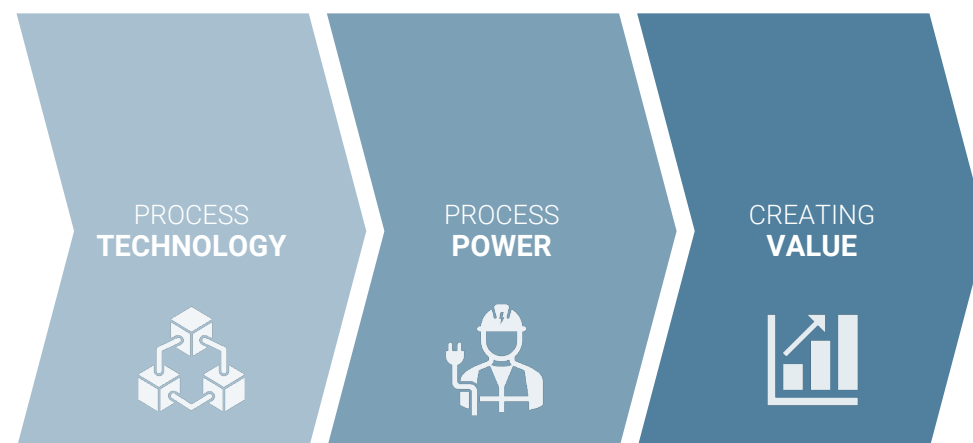 PROCESS
TECHNOLOGY
PROCESS
POWER
CREATING
VALUE